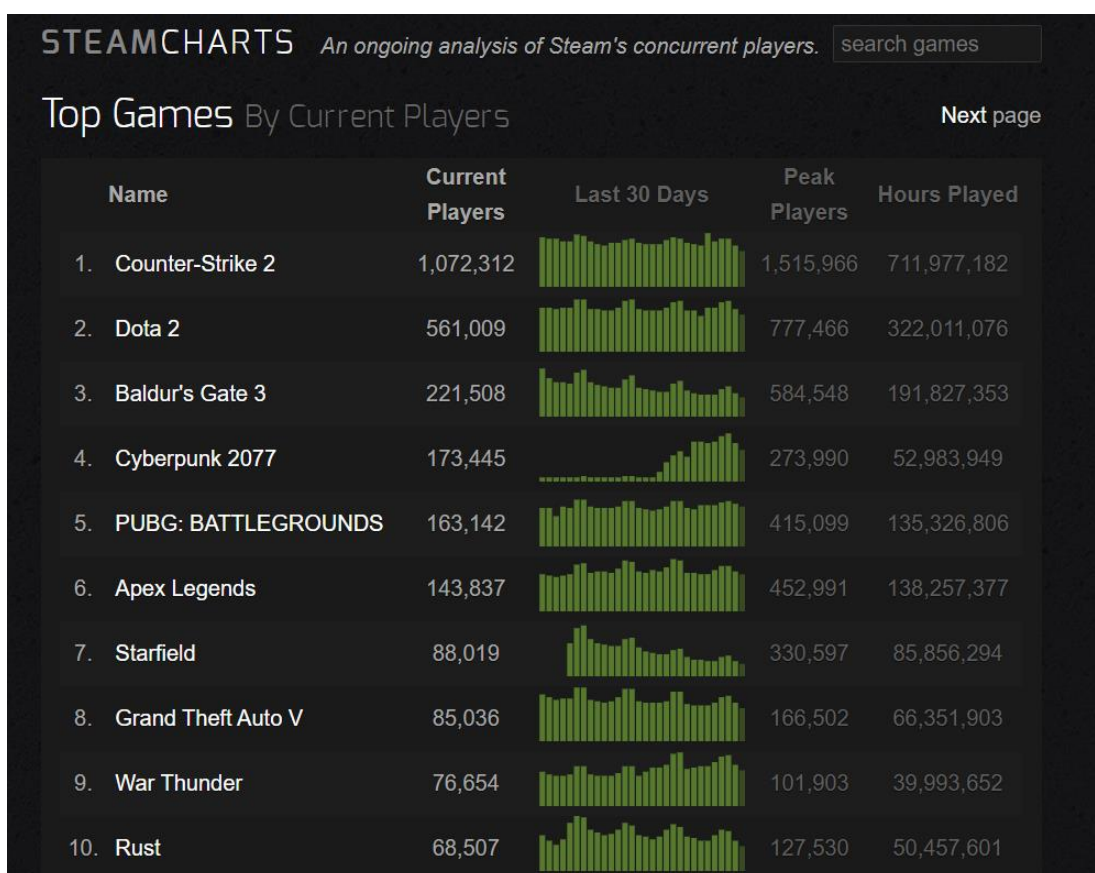 STEAMCHARTS An ongoing analysis of Steam's concurrent players. search games
Top Games By Current Players Next page
Name Current Players Last 30 Days Peak Players Hours Played
1. Counter-Strike 2 1,072,312 1,515,966 711,977,182
2. Dota 2 561,009 777,466 322,011,076
3. Baldur's Gate 3 221,508 584,548 191,827,353
4. Cyberpunk 2077 173,445 273,990 52,983,949
5. PUBG: BATTLEGROUNDS 163,142 415,099 135,326,806
6. Apex Legends 143,837 452,991 138,257,377
7. Starfield 88,019 330,597 85,856,294
8. Grand Theft Auto V 85,036 166,502 66,351,903
9. War Thunder 76,654 101,903 39,993,652
10. Rust 68,507 127,530 50,457,601